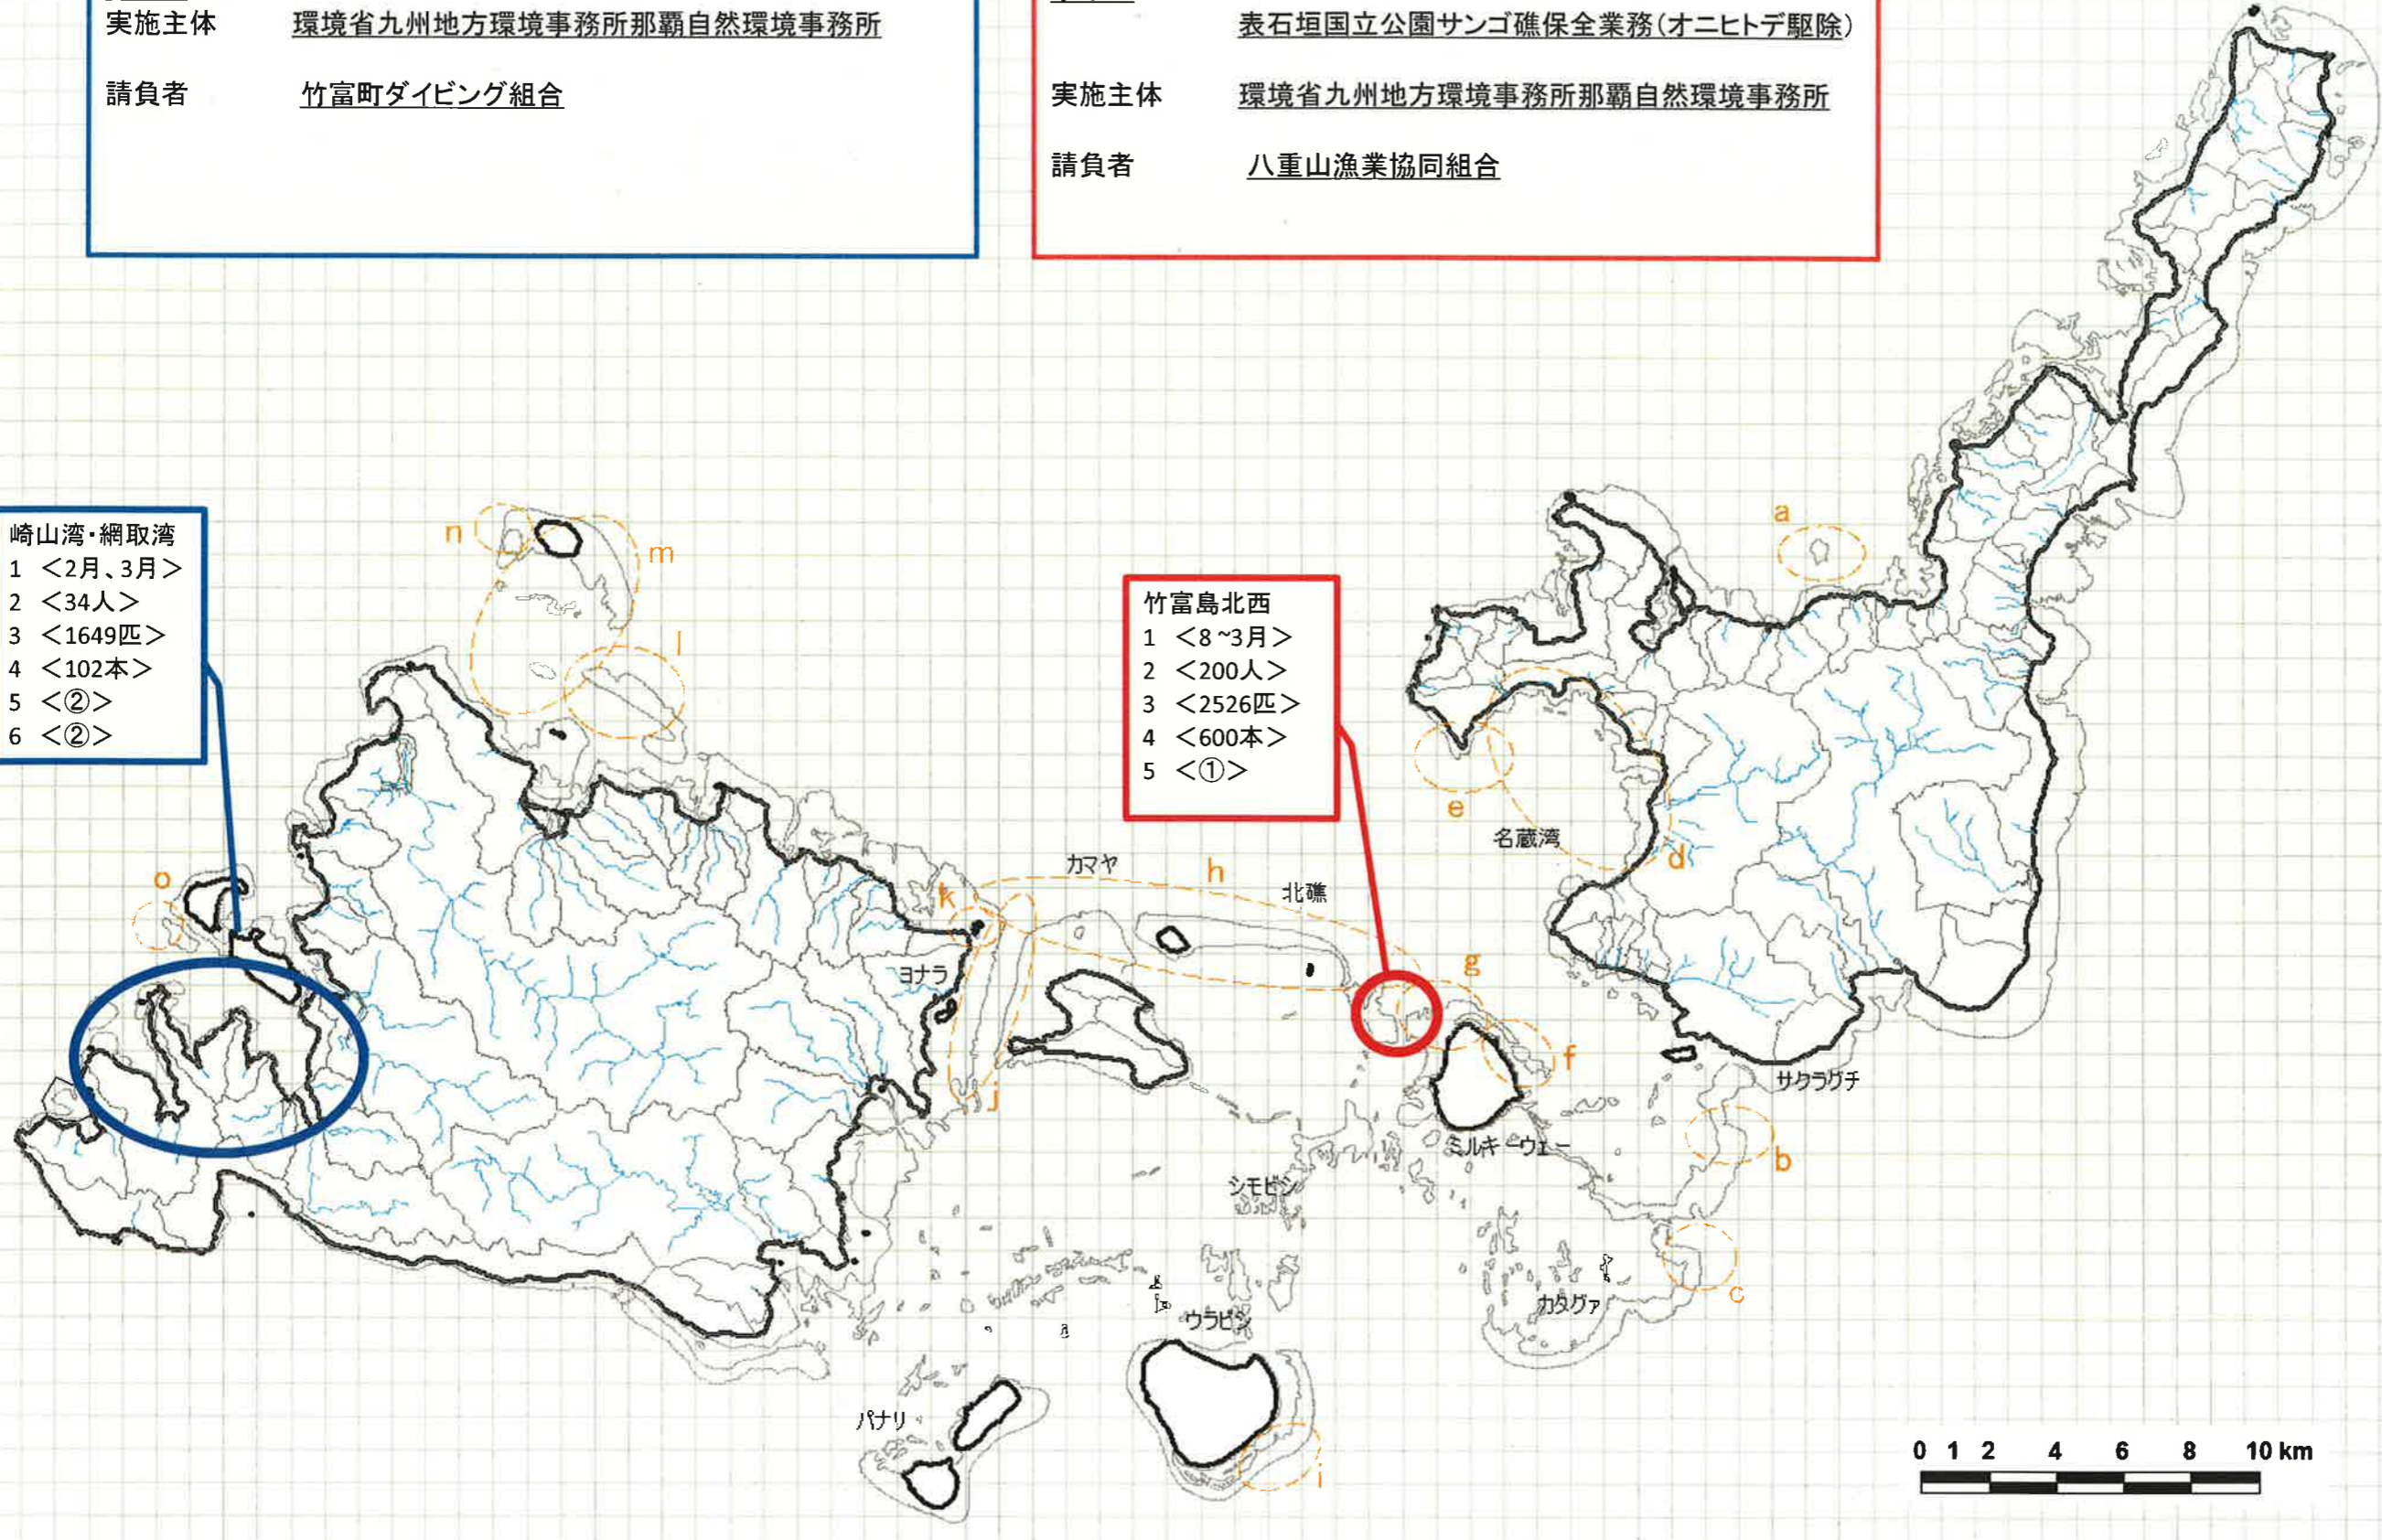 実施主体 環境省九州地方環境事務所那覇自然環境事務所
請負者 竹富町ダイビング組合
表石垣国立公園サンゴ礁保全業務(オニヒトデ駆除)
実施主体 環境省九州地方環境事務所那覇自然環境事務所
請負者 八重山漁業協同組合
崎山湾・網取湾
1 <2月、3月>
2 <34人>
3 <1649匹>
4 <102本>
5 <②>
6 <②>
竹富島北西
1 <8~3月>
2 <200人>
3 <2526匹>
4 <600本>
5 <①>
n
m
l
a
e
名蔵湾
d
カマヤ
h
北礁
o
k
ヨナラ
g
f
j
サクラグチ
ミルキーウェー
b
シモビシ
c
カタグァ
ウラビシ
パナリ
i
0 1 2 4 6 8 10 km